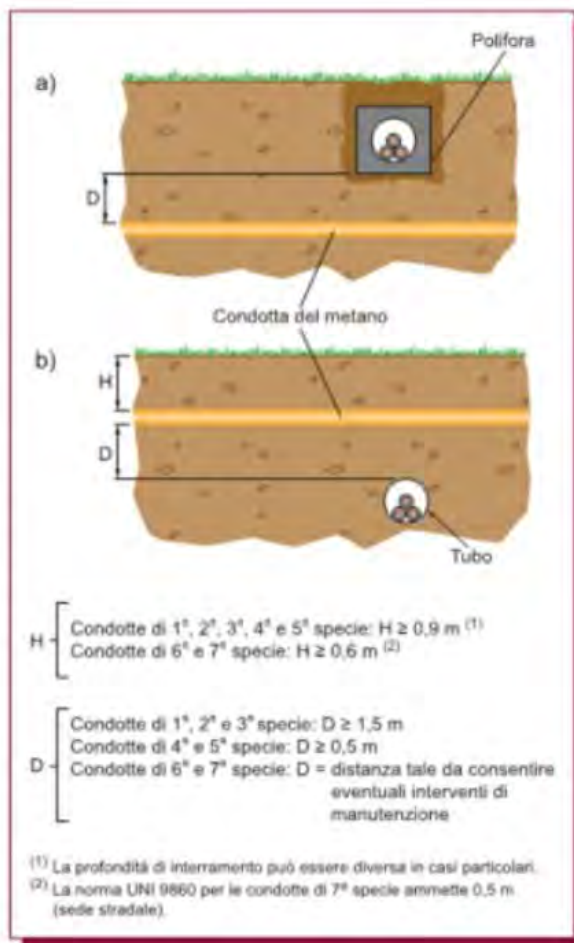 Polifora
a)
D
Condotta del metano
b)
H
D
Tubo
H
Condotte di 1ª, 2ª, 3ª, 4ª e 5ª specie: H ≥ 0,9 m (1)
Condotte di 6ª e 7ª specie: H ≥ 0,6 m (2)
D
Condotte di 1ª, 2ª e 3ª specie: D ≥ 1,5 m
Condotte di 4ª e 5ª specie: D ≥ 0,5 m
Condotte di 6ª e 7ª specie: D = distanza tale da consentire
eventuali interventi di
manutenzione
(1) La profondità di interramento può essere diversa in casi particolari.
(2) La norma UNI 9860 per le condotte di 7ª specie ammette 0,5 m
(sede stradale).